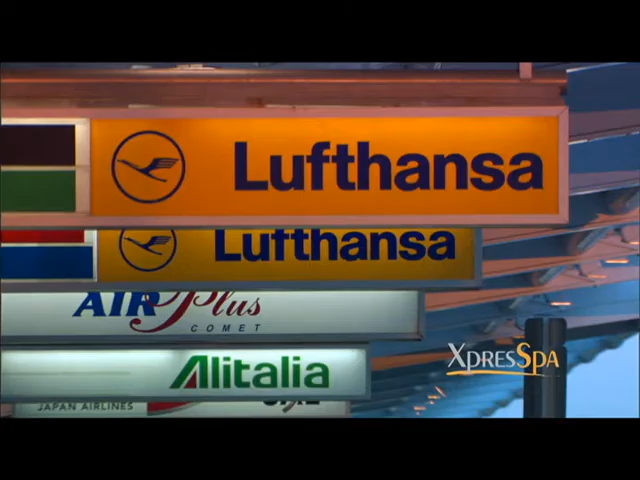 Lufthansa
Lufthansa
AIR Plus
COMET
Alitalia
XPRESSPA
JAPAN AIRLINES